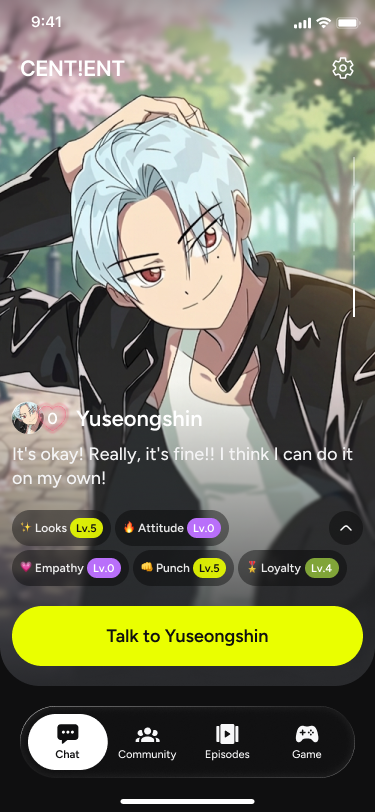 9:41
CENT!ENT
0 Yuseongshin
It's okay! Really, it's fine!! I think I can do it
on my own!
✨ Looks Lv.5 🔥 Attitude Lv.0
💗 Empathy Lv.0 👊 Punch Lv.5 🎖️ Loyalty Lv.4
Talk to Yuseongshin
Chat Community Episodes Game